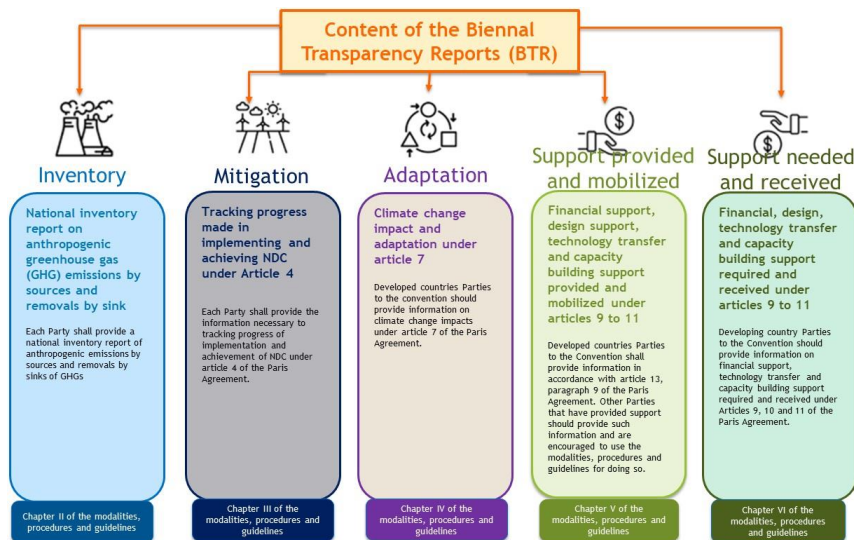 Content of the Biennal
Transparency Reports (BTR)
Inventory
National inventory
report on
anthropogenic
greenhouse gas
(GHG) emissions by
sources and
removals by sink
Each Party shall provide a
national inventory report of
anthropogenic emissions by
sources and removals by
sinks of GHGs
Chapter II of the modalities,
procedures and guidelines
Mitigation
Tracking progress
made in
implementing and
achieving NDC
under Article 4
Each Party shall provide the
information necessary to
tracking progress of
implementation and
achievement of NDC under
article 4 of the Paris
Agreement.
Chapter III of the
modalities, procedures and
guidelines
Adaptation
Climate change
impact and
adaptation under
article 7
Developed countries Parties
to the convention should
provide information on
climate change impacts
under article 7 of the Paris
Agreement.
Chapter IV of the
modalities, procedures and
guidelines
$
Support provided
and mobilized
Financial support,
design support,
technology transfer
and capacity
building support
provided and
mobilized under
articles 9 to 11
Developed countries Parties
to the Convention shall
provide information in
accordance with article 13,
paragraph 9 of the Paris
Agreement. Other Parties
that have provided support
should provide such
information and are
encouraged to use the
modalities, procedures and
guidelines for doing so.
Chapter V of the
modalities, procedures and
guidelines
$
Support needed
and received
Financial, design,
technology transfer
and capacity
building support
required and
received under
articles 9 to 11
Developing country Parties
to the Convention should
provide information on
financial support,
technology transfer and
capacity building support
required and received under
Articles 9, 10 and 11 of the
Paris Agreement.
Chapter VI of the
modalities, procedures
and guidelines